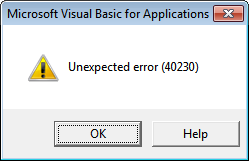 Microsoft Visual Basic for Applications
Unexpected error (40230)
OK
Help